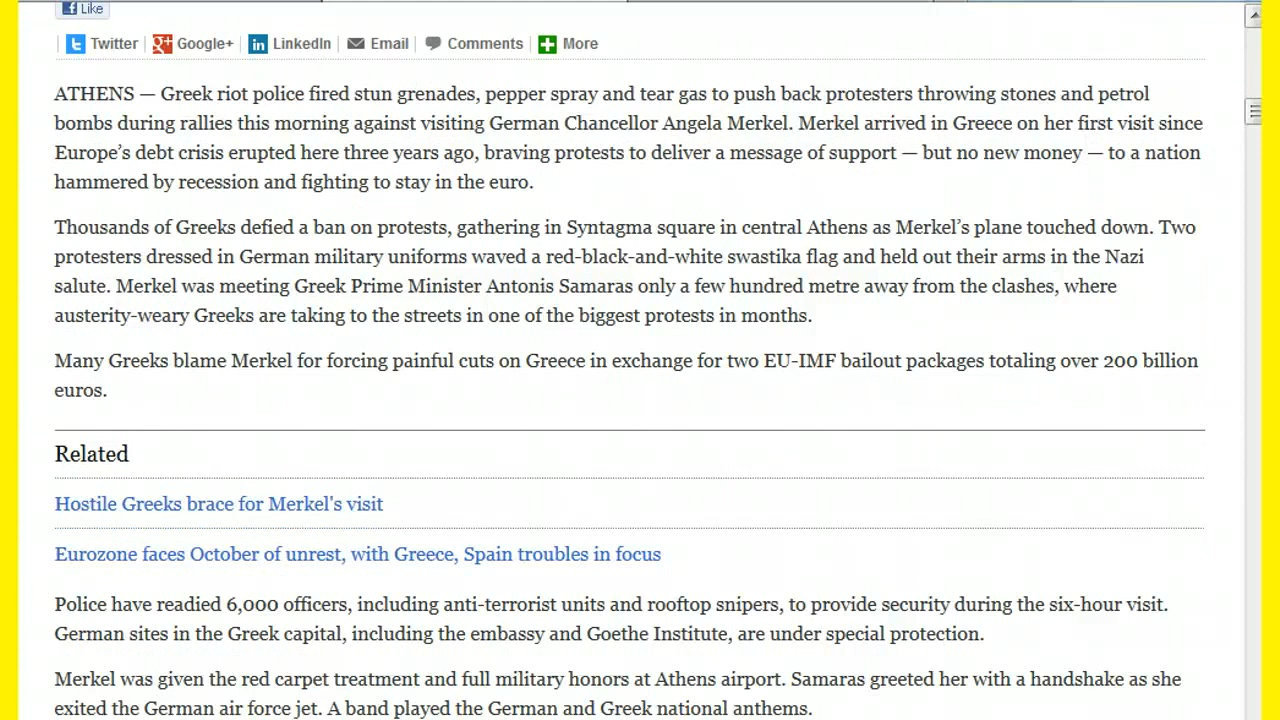 Like
Twitter Google+ LinkedIn Email Comments More
ATHENS — Greek riot police fired stun grenades, pepper spray and tear gas to push back protesters throwing stones and petrol
bombs during rallies this morning against visiting German Chancellor Angela Merkel. Merkel arrived in Greece on her first visit since
Europe’s debt crisis erupted here three years ago, braving protests to deliver a message of support — but no new money — to a nation
hammered by recession and fighting to stay in the euro.
Thousands of Greeks defied a ban on protests, gathering in Syntagma square in central Athens as Merkel’s plane touched down. Two
protesters dressed in German military uniforms waved a red-black-and-white swastika flag and held out their arms in the Nazi
salute. Merkel was meeting Greek Prime Minister Antonis Samaras only a few hundred metre away from the clashes, where
austerity-weary Greeks are taking to the streets in one of the biggest protests in months.
Many Greeks blame Merkel for forcing painful cuts on Greece in exchange for two EU-IMF bailout packages totaling over 200 billion
euros.
Related
Hostile Greeks brace for Merkel's visit
Eurozone faces October of unrest, with Greece, Spain troubles in focus
Police have readied 6,000 officers, including anti-terrorist units and rooftop snipers, to provide security during the six-hour visit.
German sites in the Greek capital, including the embassy and Goethe Institute, are under special protection.
Merkel was given the red carpet treatment and full military honors at Athens airport. Samaras greeted her with a handshake as she
exited the German air force jet. A band played the German and Greek national anthems.